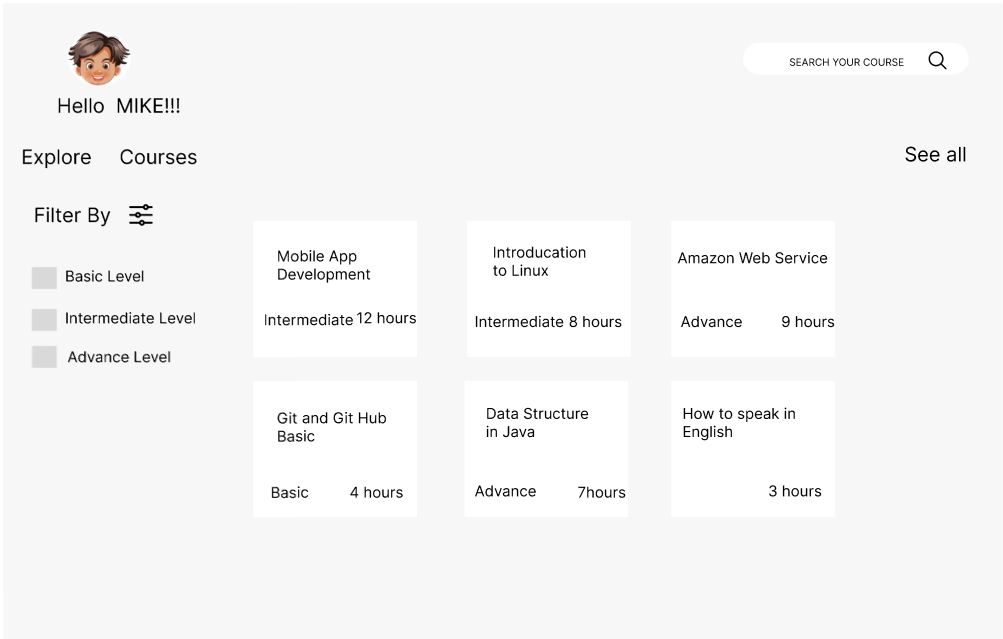 SEARCH YOUR COURSE
Hello MIKE!!!
Explore Courses
See all
Filter By
Basic Level
Intermediate Level
Advance Level
Mobile App
Development
Intermediate 12 hours
Introducation
to Linux
Intermediate 8 hours
Amazon Web Service
Advance 9 hours
Git and Git Hub
Basic
Basic 4 hours
Data Structure
in Java
Advance 7hours
How to speak in
English
3 hours